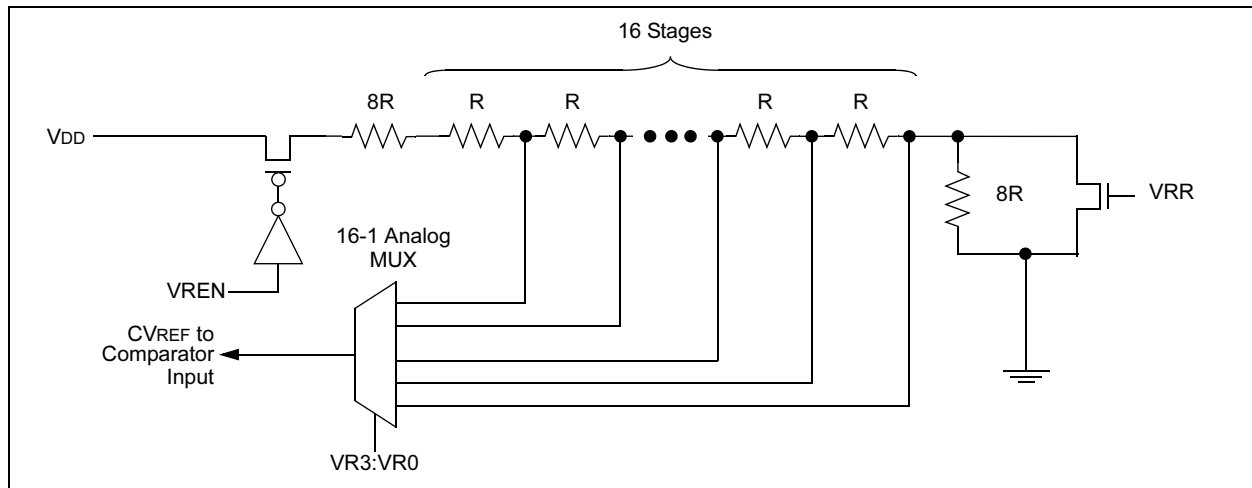 16 Stages
8R
R
R
R
R
VDD
8R
VRR
16-1 Analog
MUX
VREN
CVREF to
Comparator
Input
VR3:VR0